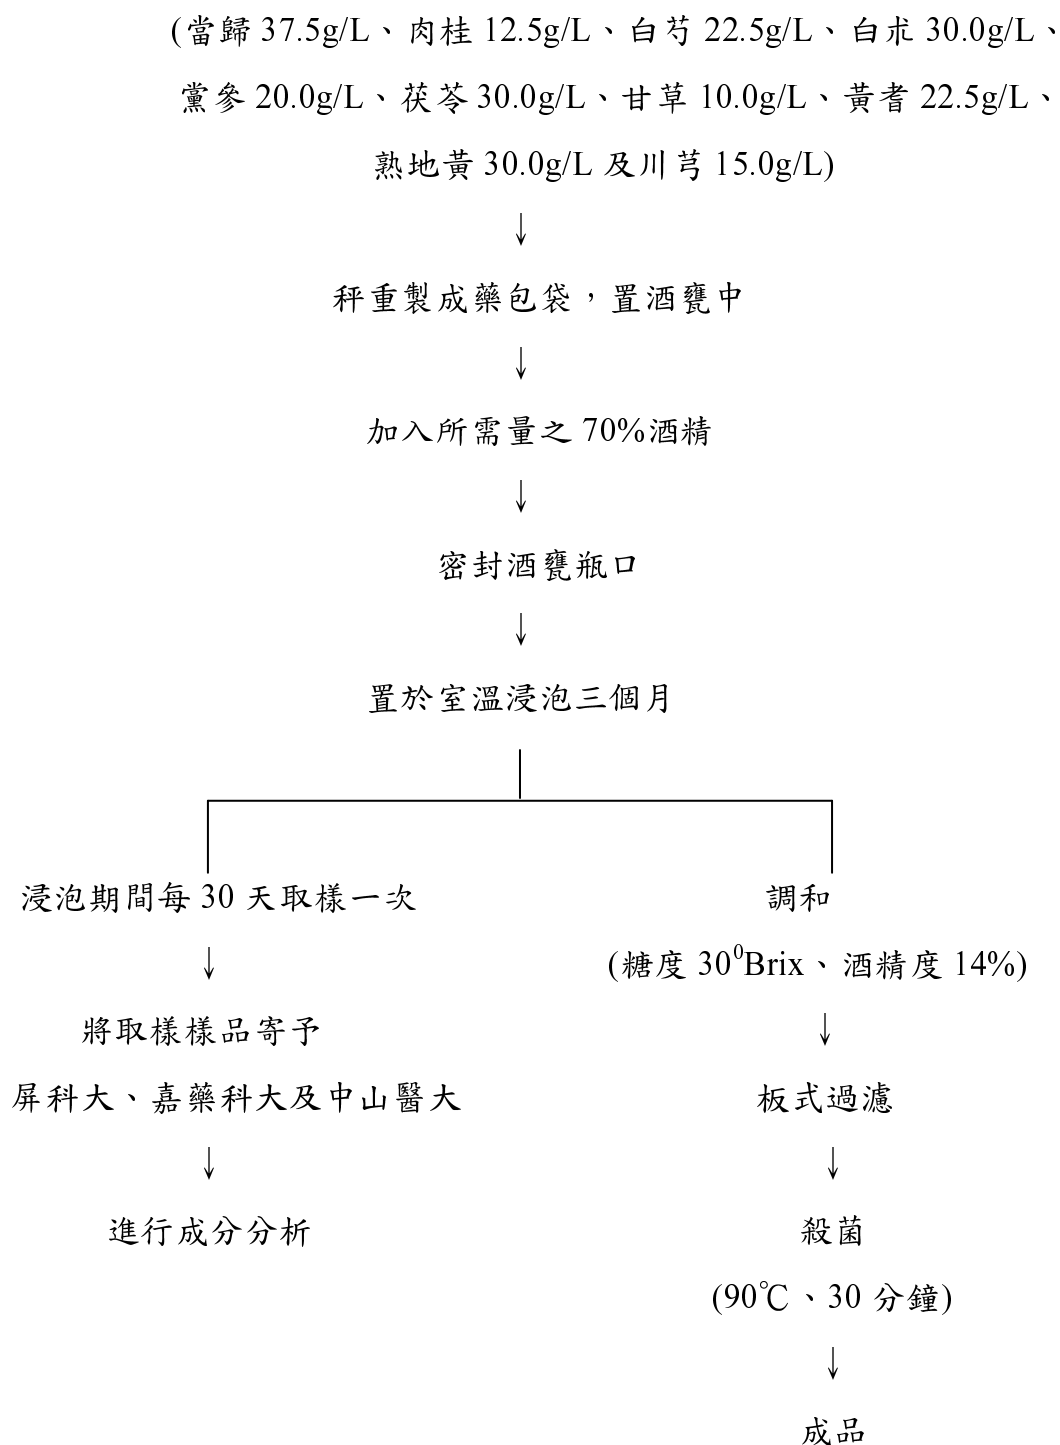 (當歸 37.5g/L、肉桂 12.5g/L、白芍 22.5g/L、白朮 30.0g/L、
黨參 20.0g/L、茯苓 30.0g/L、甘草 10.0g/L、黃耆 22.5g/L、
熟地黃 30.0g/L 及川芎 15.0g/L)
↓
秤重製成藥包袋，置酒甕中
↓
加入所需量之 70%酒精
↓
密封酒甕瓶口
↓
置於室溫浸泡三個月
浸泡期間每 30 天取樣一次
↓
將取樣樣品寄予
屏科大、嘉藥科大及中山醫大
↓
進行成分分析
調和
(糖度 30⁰Brix、酒精度 14%)
↓
板式過濾
↓
殺菌
(90℃、30 分鐘)
↓
成品